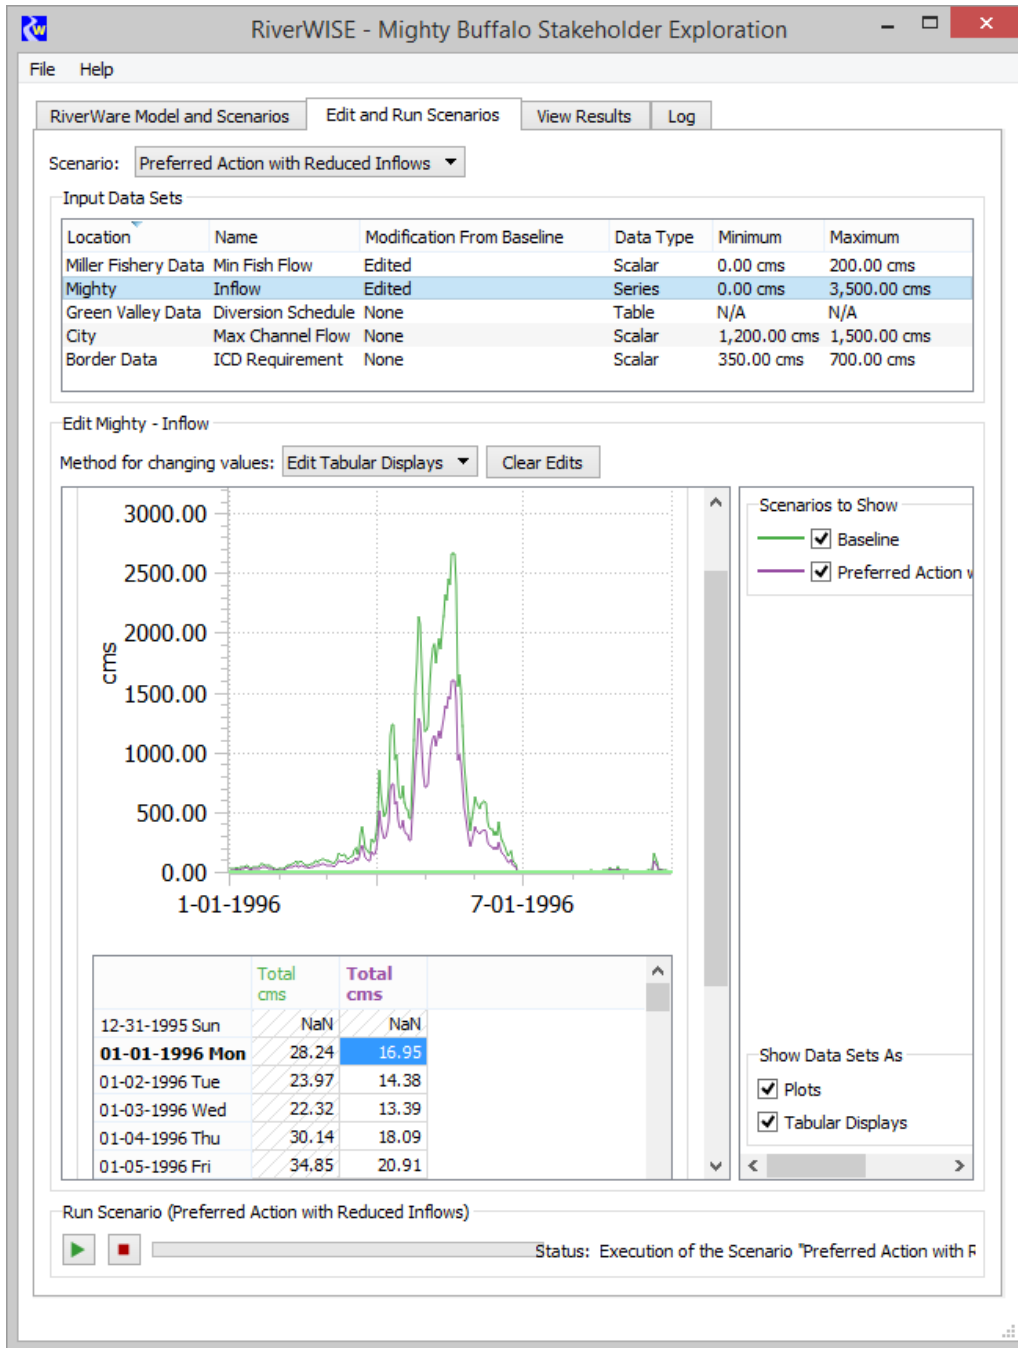 RiverWISE - Mighty Buffalo Stakeholder Exploration
File Help
RiverWare Model and Scenarios Edit and Run Scenarios View Results Log
Scenario: Preferred Action with Reduced Inflows
Input Data Sets
Location Name Modification From Baseline Data Type Minimum Maximum
Miller Fishery Data Min Fish Flow Edited Scalar 0.00 cms 200.00 cms
Mighty Inflow Edited Series 0.00 cms 3,500.00 cms
Green Valley Data Diversion Schedule None Table N/A N/A
City Max Channel Flow None Scalar 1,200.00 cms 1,500.00 cms
Border Data ICD Requirement None Scalar 350.00 cms 700.00 cms
Edit Mighty - Inflow
Method for changing values: Edit Tabular Displays Clear Edits
3000.00
2500.00
2000.00
1500.00
1000.00
500.00
0.00
cms
1-01-1996 7-01-1996
Scenarios to Show
Baseline
Preferred Action w
Total Total
cms cms
12-31-1995 Sun NaN NaN
01-01-1996 Mon 28.24 16.95
01-02-1996 Tue 23.97 14.38
01-03-1996 Wed 22.32 13.39
01-04-1996 Thu 30.14 18.09
01-05-1996 Fri 34.85 20.91
Show Data Sets As
Plots
Tabular Displays
Run Scenario (Preferred Action with Reduced Inflows)
Status: Execution of the Scenario "Preferred Action with R